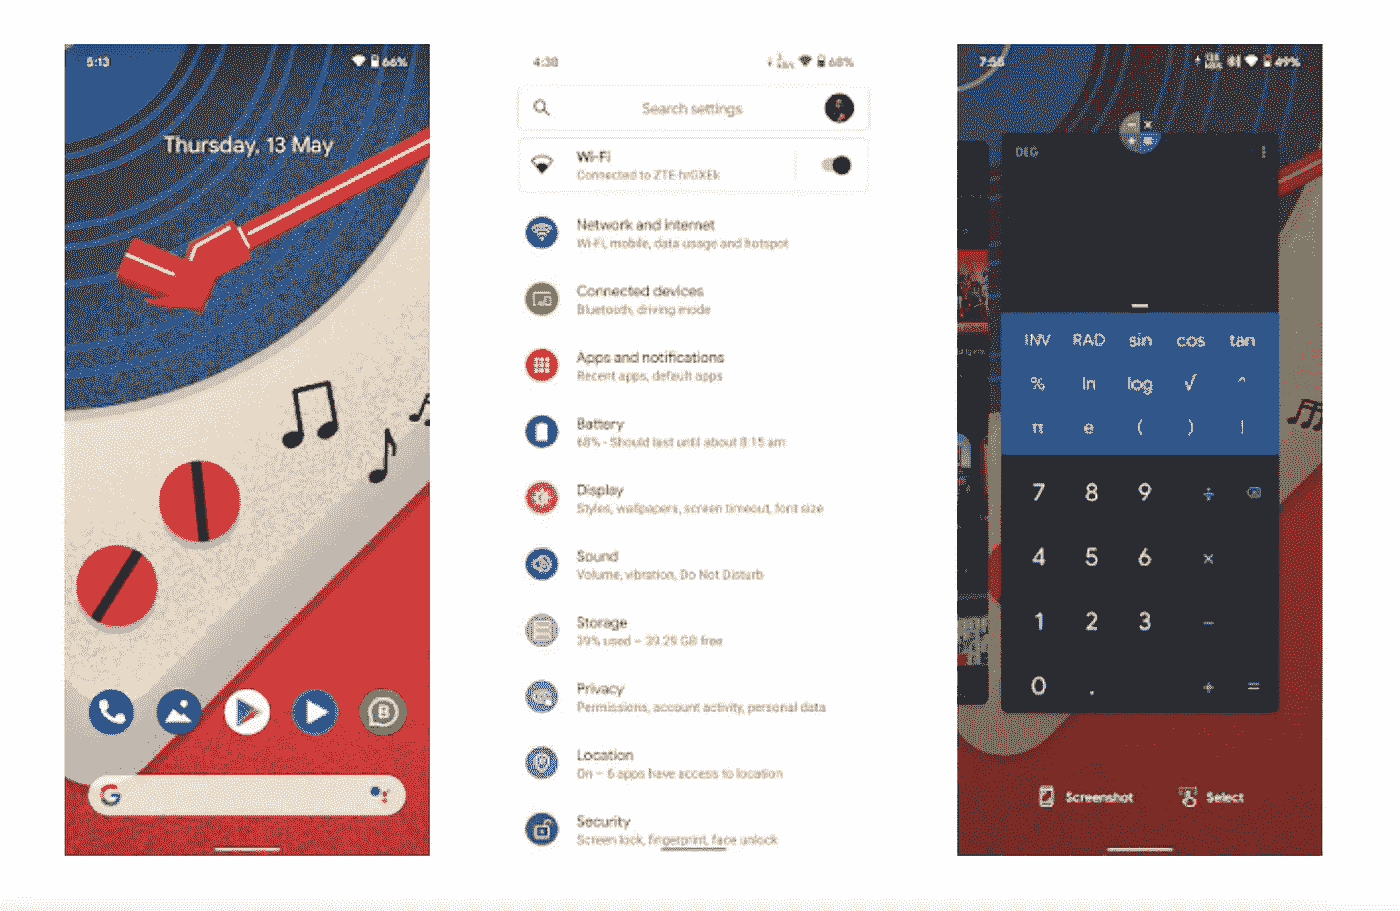 5:13
66%
Thursday, 13 May
B
G
4:30
68%
Search settings
Wi-Fi
Connected to ZTE-hrGXEk
Network and internet
Wi-Fi, mobile, data usage and hotspot
Connected devices
Bluetooth, driving mode
Apps and notifications
Recent apps, default apps
Battery
68% - Should last until about 8:15 am
Display
Styles, wallpapers, screen timeout, font size
Sound
Volume, vibration, Do Not Disturb
Storage
39% used – 39.29 GB free
Privacy
Permissions, account activity, personal data
Location
On – 6 apps have access to location
Security
Screen lock, fingerprint, face unlock
49%
DEG
INV RAD sin cos tan
% ln log √ ^
π e ( ) !
7 8 9 ÷
4 5 6 ×
1 2 3 −
0 . + =
Screenshot Select